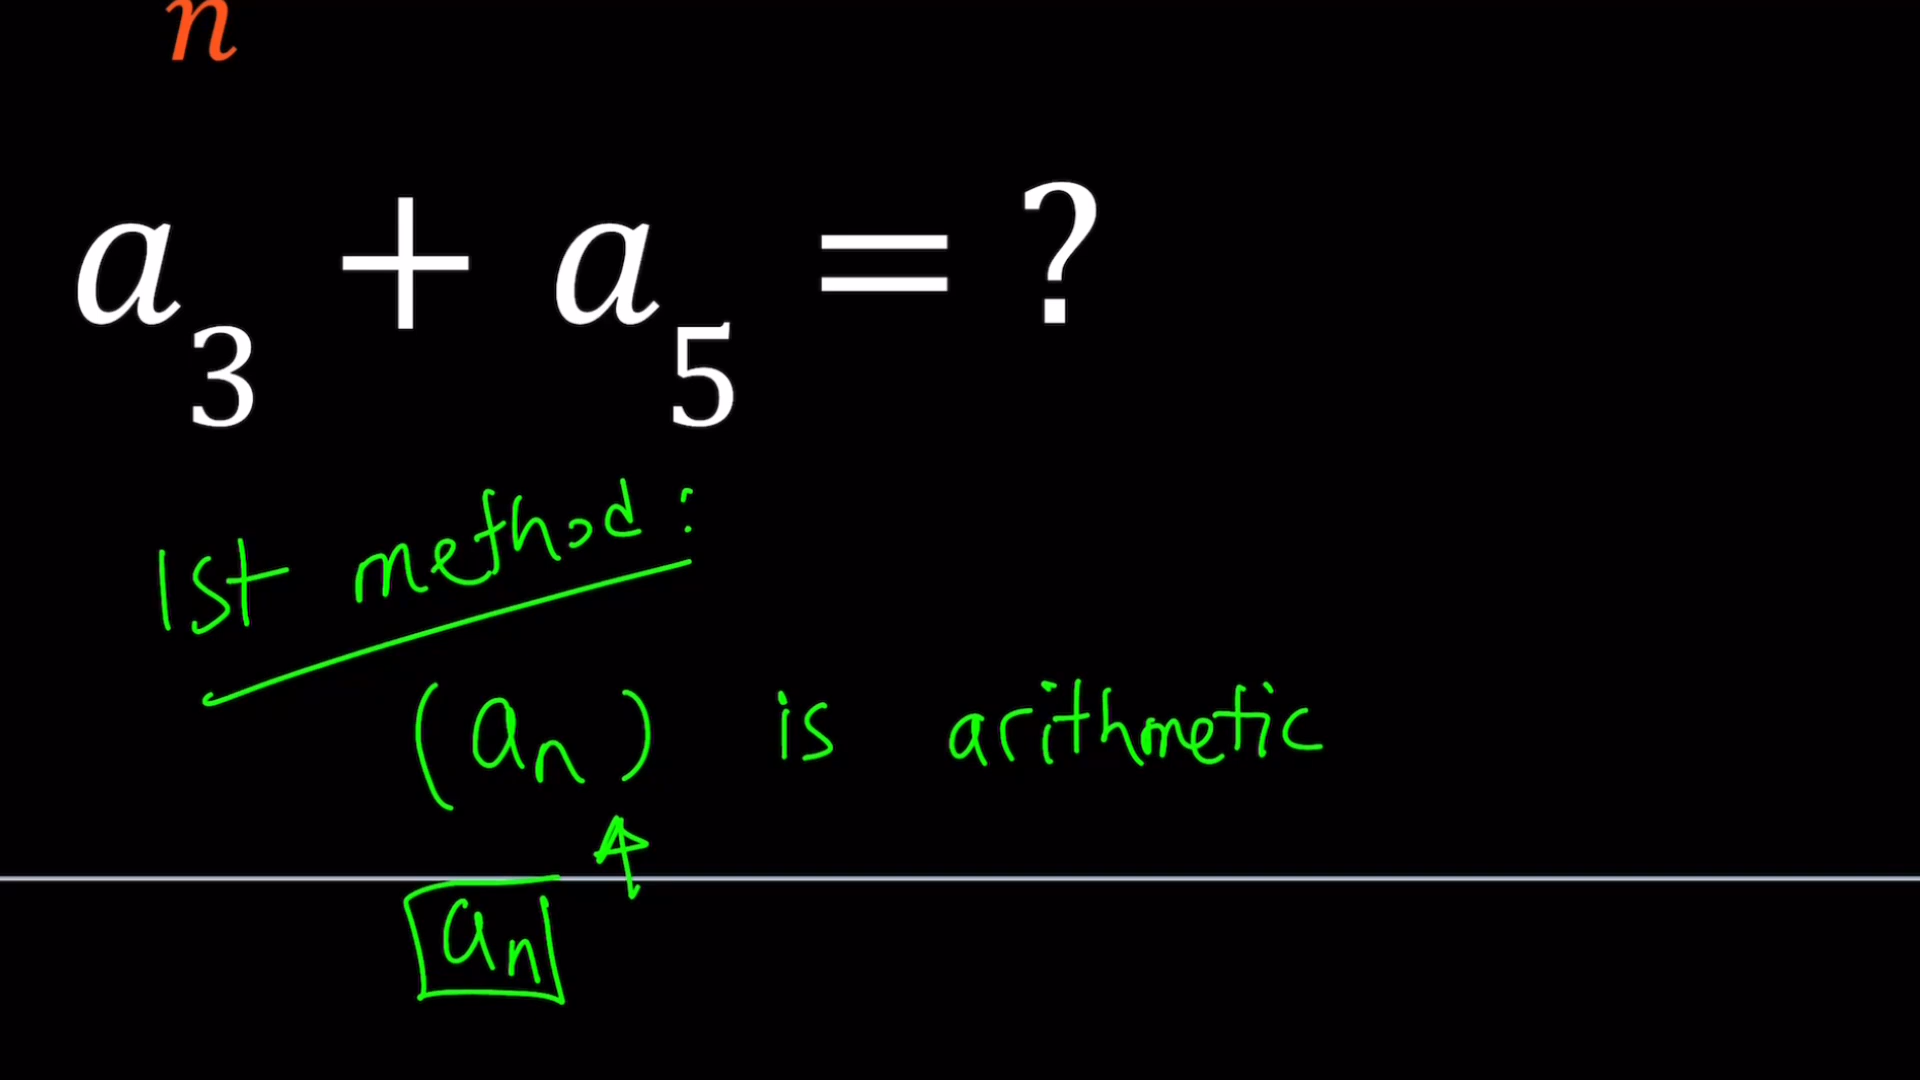 n
a₃ + a₅ = ?
1st method:
(aₙ) is arithmetic
aₙ